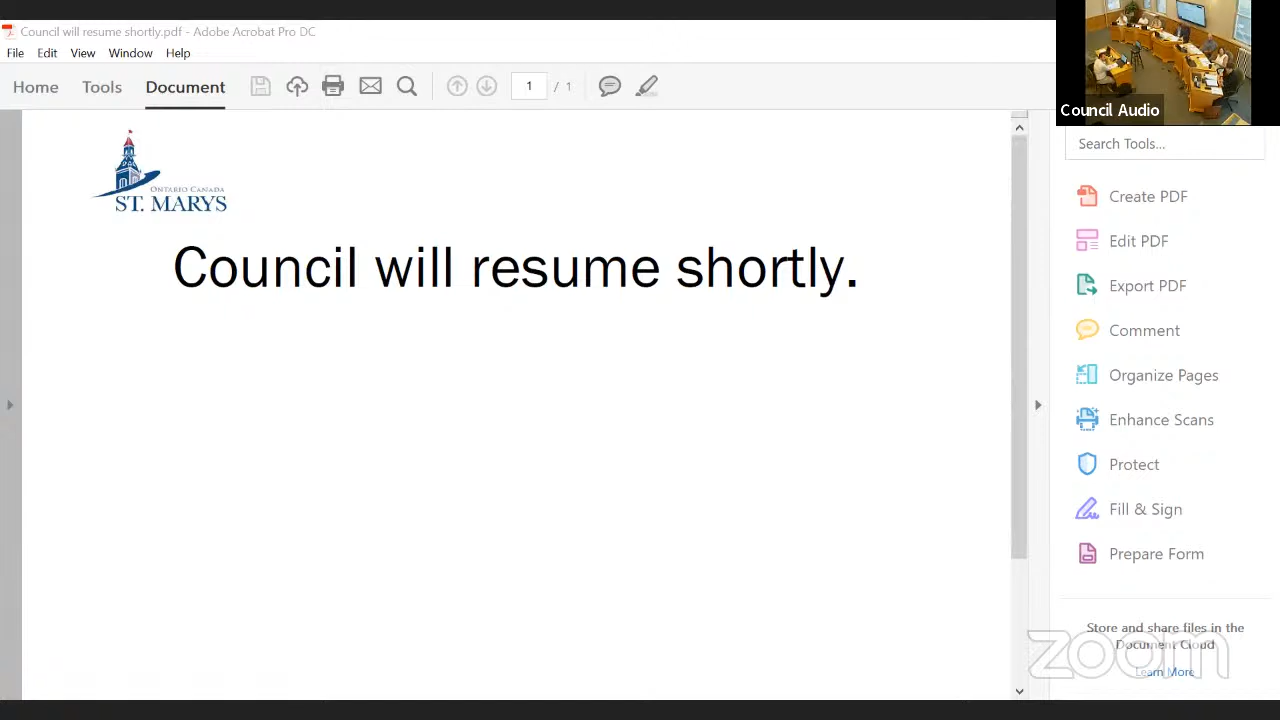 Council will resume shortly.pdf - Adobe Acrobat Pro DC
File Edit View Window Help
Home Tools Document 1 / 1
Council Audio
Search Tools...
ONTARIO CANADA
ST. MARYS
Council will resume shortly.
Create PDF
Edit PDF
Export PDF
Comment
Organize Pages
Enhance Scans
Protect
Fill & Sign
Prepare Form
Store and share files in the
Document Cloud
Learn More
zoom